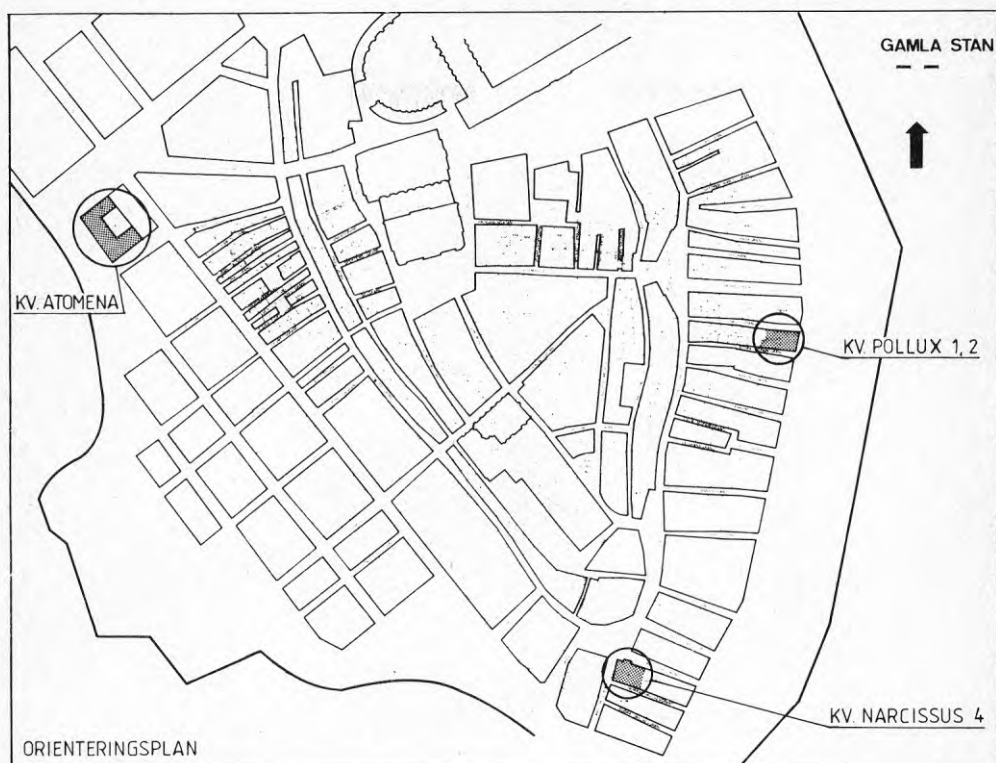 GAMLA STAN
KV. ATOMENA
KV. POLLUX 1, 2
KV. NARCISSUS 4
ORIENTERINGSPLAN